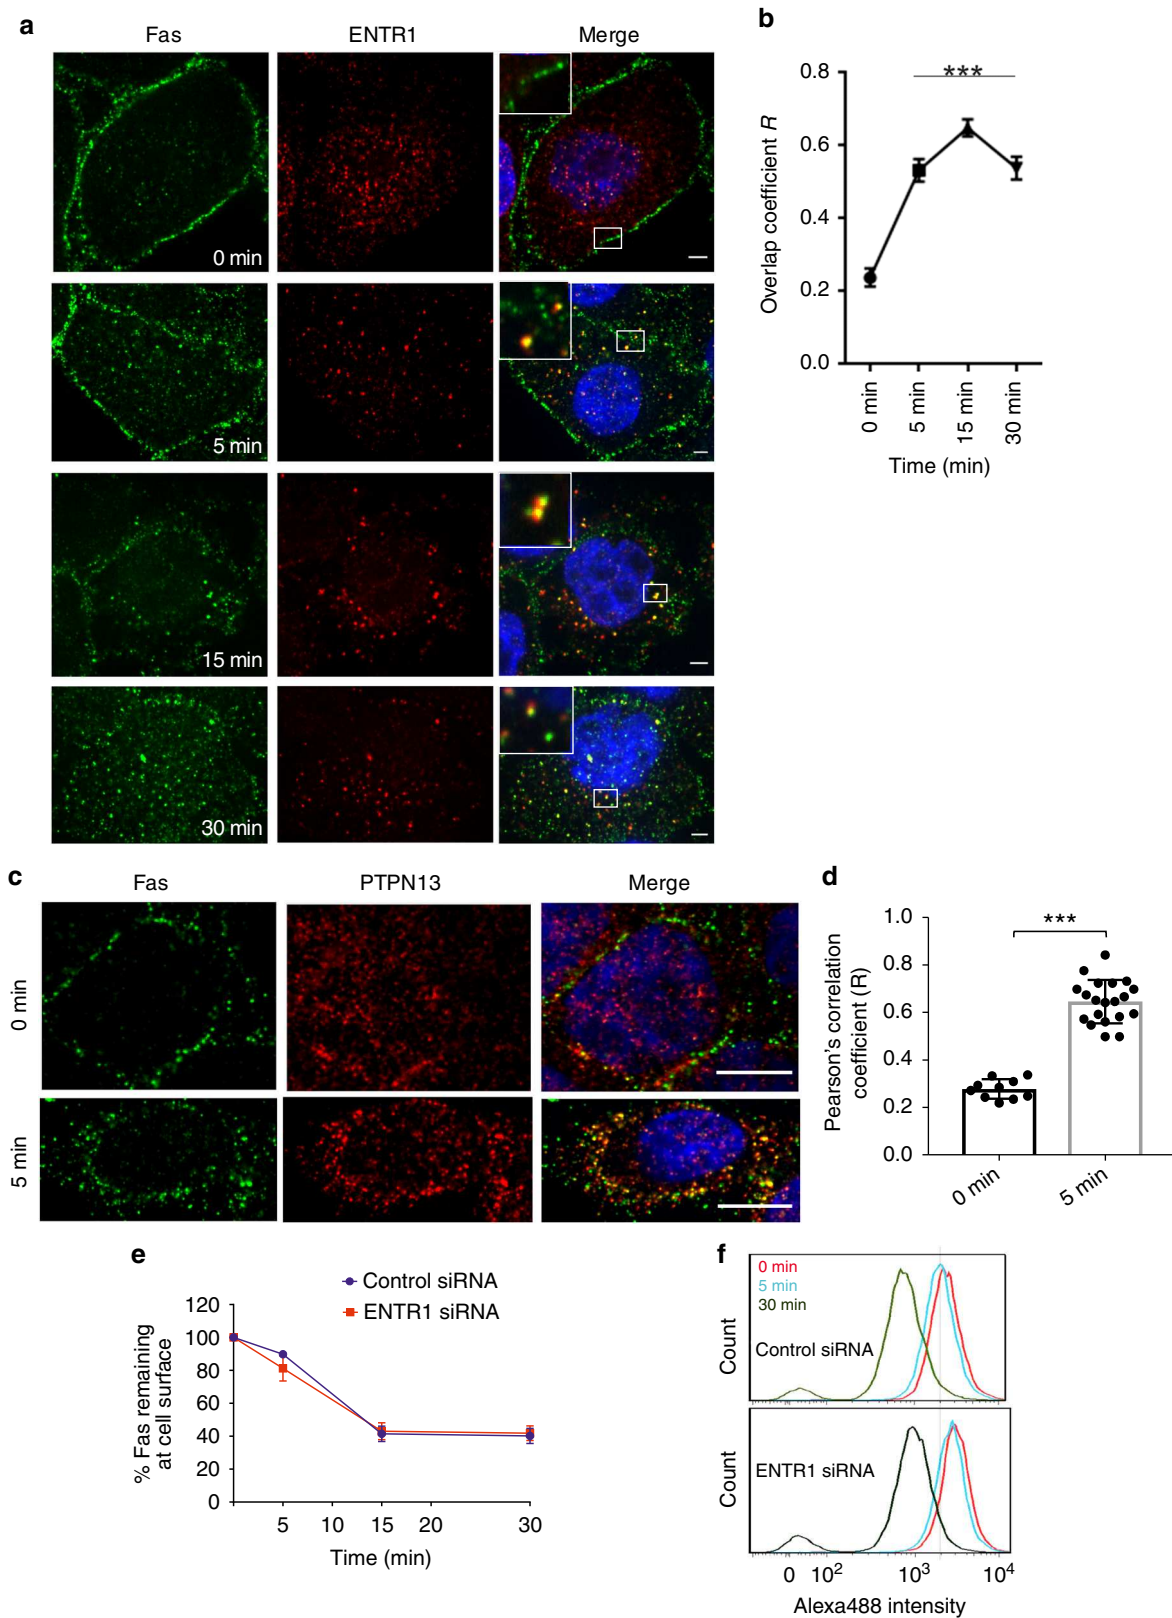 a
Fas ENTR1 Merge
0 min
5 min
15 min
30 min
b
***
0.8
0.6
0.4
0.2
0.0
Overlap coefficient R
0 min 5 min 15 min 30 min
Time (min)
c
Fas PTPN13 Merge
0 min
5 min
d
***
1.0
0.8
0.6
0.4
0.2
0.0
Pearson's correlation
coefficient (R)
0 min 5 min
e
Control siRNA
ENTR1 siRNA
120
100
80
60
40
20
0
% Fas remaining
at cell surface
5 10 15 20 30
Time (min)
f
0 min
5 min
30 min
Control siRNA
Count
ENTR1 siRNA
Count
0 10² 10³ 10⁴
Alexa488 intensity